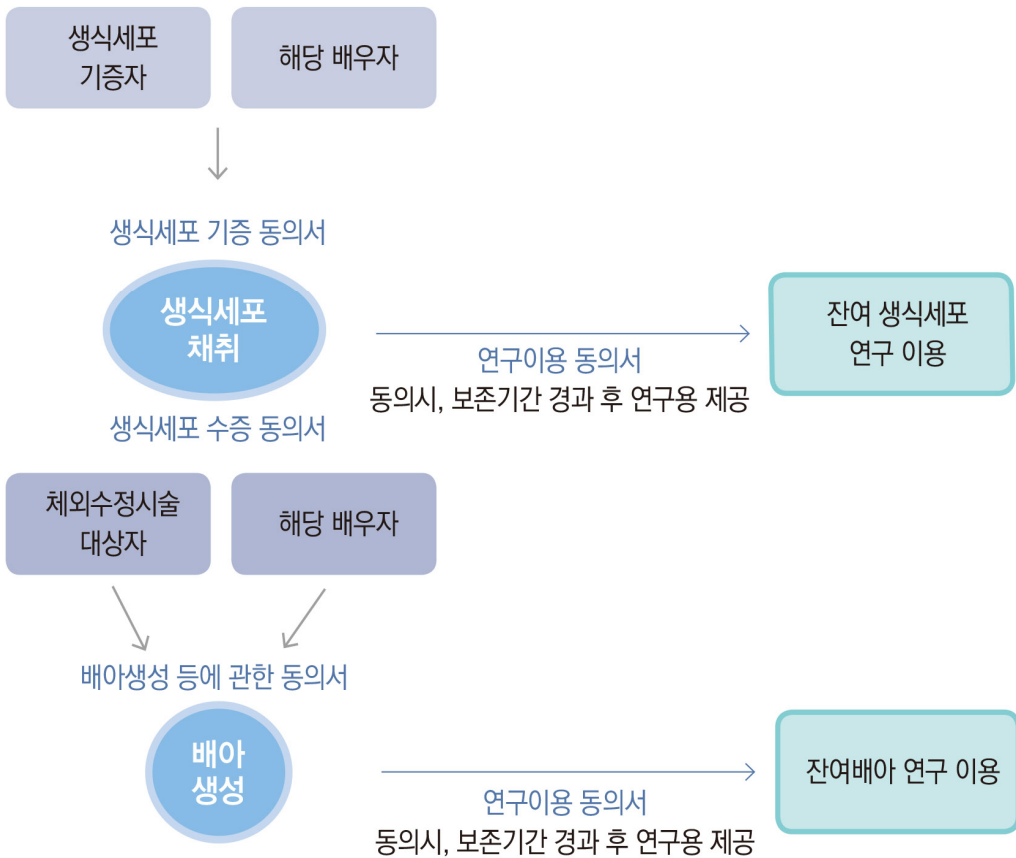 생식세포
기증자
해당 배우자
생식세포 기증 동의서
생식세포
채취
연구이용 동의서
동의시, 보존기간 경과 후 연구용 제공
잔여 생식세포
연구 이용
생식세포 수증 동의서
체외수정시술
대상자
해당 배우자
배아생성 등에 관한 동의서
배아
생성
연구이용 동의서
동의시, 보존기간 경과 후 연구용 제공
잔여배아 연구 이용